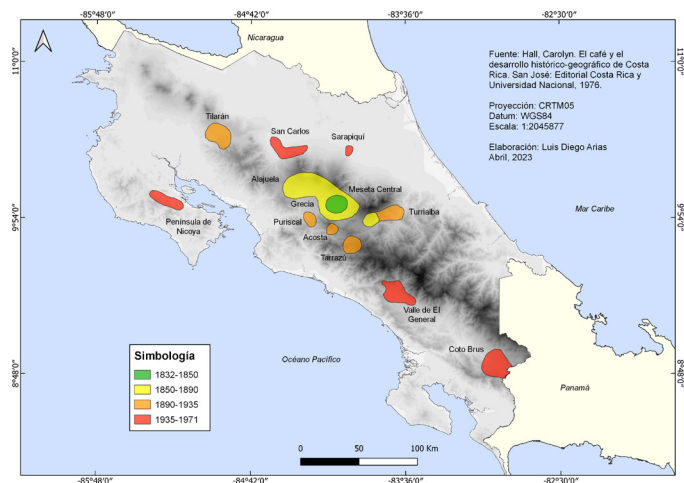 -85°48'0"
-84°42'0"
-83°36'0"
-82°30'0"
11°0'0"
11°0'0"
Nicaragua
Fuente: Hall, Carolyn. El café y el
desarrollo histórico-geográfico de Costa
Rica. San José: Editorial Costa Rica y
Universidad Nacional, 1976.
Proyección: CRTM05
Datum: WGS84
Escala: 1:2045877
Elaboración: Luis Diego Arias
Abril, 2023
Tilarán
San Carlos
Sarapiquí
Alajuela
Meseta Central
Grecia
Mar Caribe
Turrialba
9°54'0"
9°54'0"
Península de
Nicoya
Puriscal
Acosta
Tarrazú
Valle de El
General
Coto Brus
Océano Pacífico
Panamá
8°48'0"
8°48'0"
Simbología
1832-1850
1850-1890
1890-1935
1935-1971
0
50
100 Km
-85°48'0"
-84°42'0"
-83°36'0"
-82°30'0"